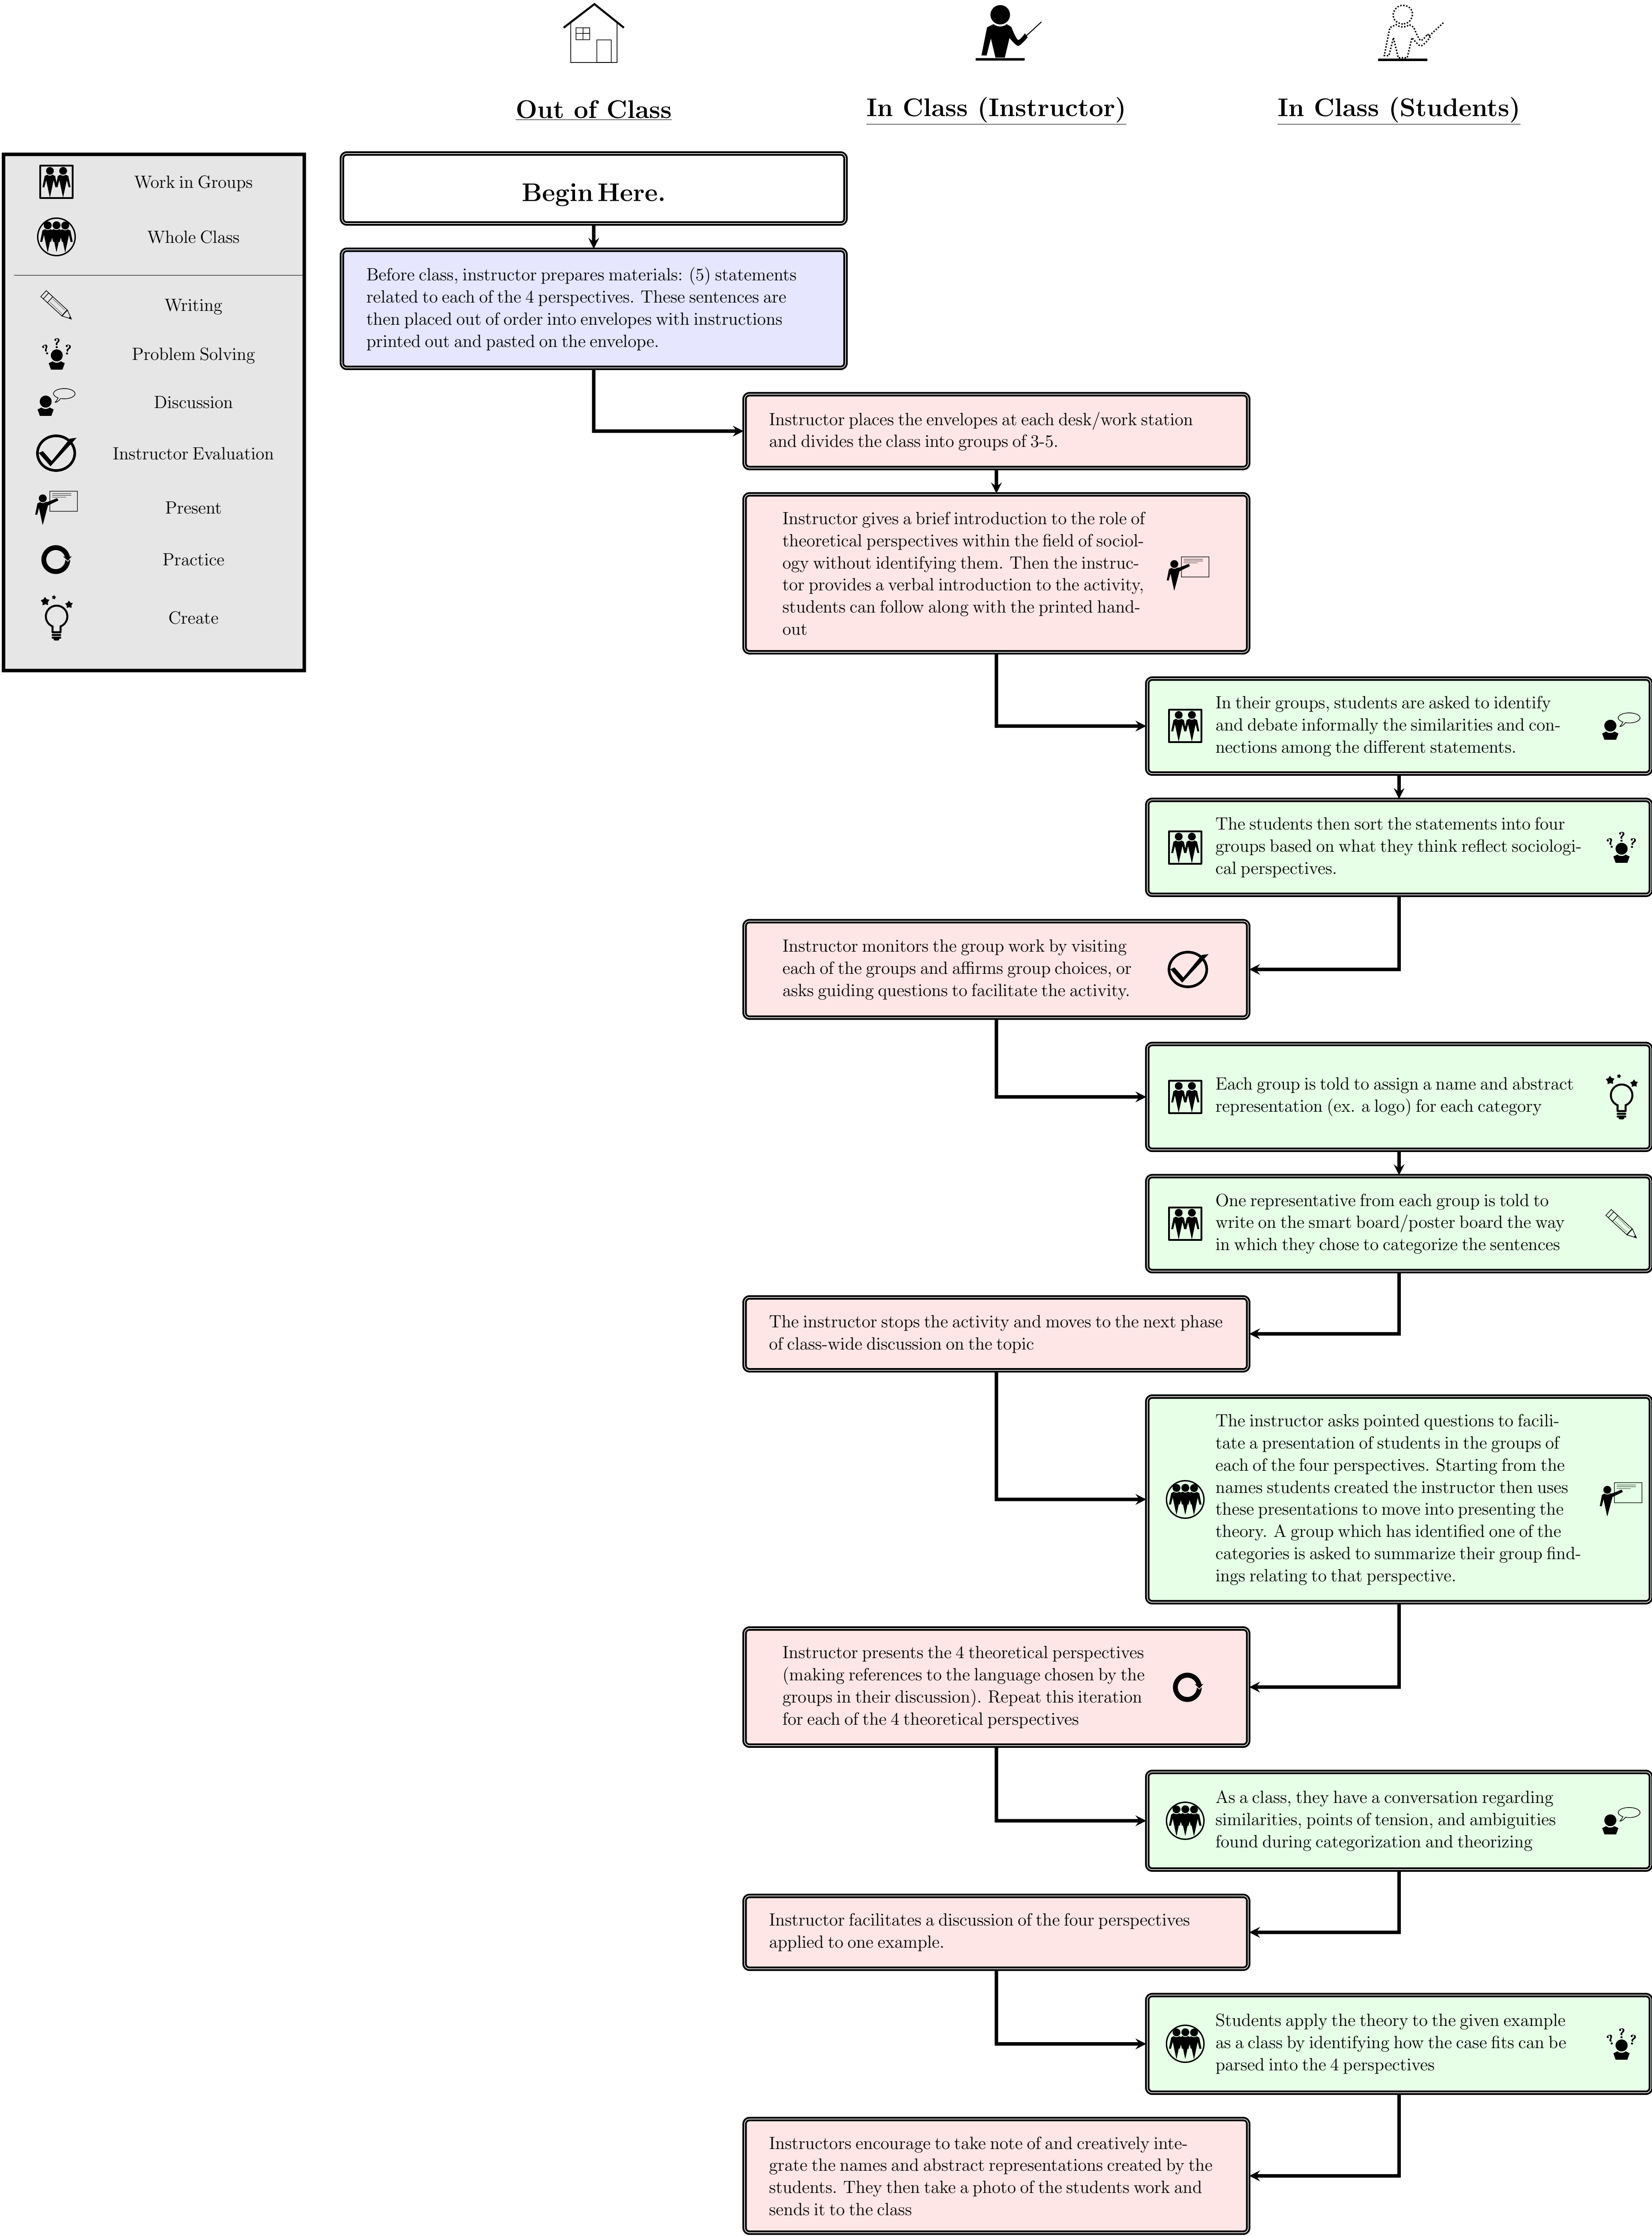 Out of Class
In Class (Instructor)
In Class (Students)
Work in Groups
Whole Class
Writing
Problem Solving
Discussion
Instructor Evaluation
Present
Practice
Create
Begin Here.
Before class, instructor prepares materials: (5) statements
related to each of the 4 perspectives. These sentences are
then placed out of order into envelopes with instructions
printed out and pasted on the envelope.
Instructor places the envelopes at each desk/work station
and divides the class into groups of 3-5.
Instructor gives a brief introduction to the role of
theoretical perspectives within the field of sociol-
ogy without identifying them. Then the instruc-
tor provides a verbal introduction to the activity,
students can follow along with the printed hand-
out
In their groups, students are asked to identify
and debate informally the similarities and con-
nections among the different statements.
The students then sort the statements into four
groups based on what they think reflect sociologi-
cal perspectives.
Instructor monitors the group work by visiting
each of the groups and affirms group choices, or
asks guiding questions to facilitate the activity.
Each group is told to assign a name and abstract
representation (ex. a logo) for each category
One representative from each group is told to
write on the smart board/poster board the way
in which they chose to categorize the sentences
The instructor stops the activity and moves to the next phase
of class-wide discussion on the topic
The instructor asks pointed questions to facili-
tate a presentation of students in the groups of
each of the four perspectives. Starting from the
names students created the instructor then uses
these presentations to move into presenting the
theory. A group which has identified one of the
categories is asked to summarize their group find-
ings relating to that perspective.
Instructor presents the 4 theoretical perspectives
(making references to the language chosen by the
groups in their discussion). Repeat this iteration
for each of the 4 theoretical perspectives
As a class, they have a conversation regarding
similarities, points of tension, and ambiguities
found during categorization and theorizing
Instructor facilitates a discussion of the four perspectives
applied to one example.
Students apply the theory to the given example
as a class by identifying how the case fits can be
parsed into the 4 perspectives
Instructors encourage to take note of and creatively inte-
grate the names and abstract representations created by the
students. They then take a photo of the students work and
sends it to the class